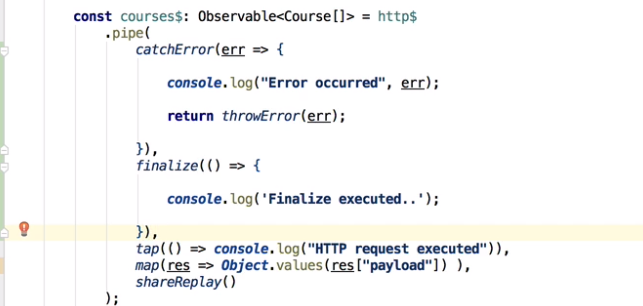 const courses$: Observable<Course[]> = http$
.pipe(
catchError(err => {
console.log("Error occurred", err);
return throwError(err);
}),
finalize(() => {
console.log('Finalize executed..');
}),
tap(() => console.log("HTTP request executed")),
map(res => Object.values(res["payload"]) ),
shareReplay()
);